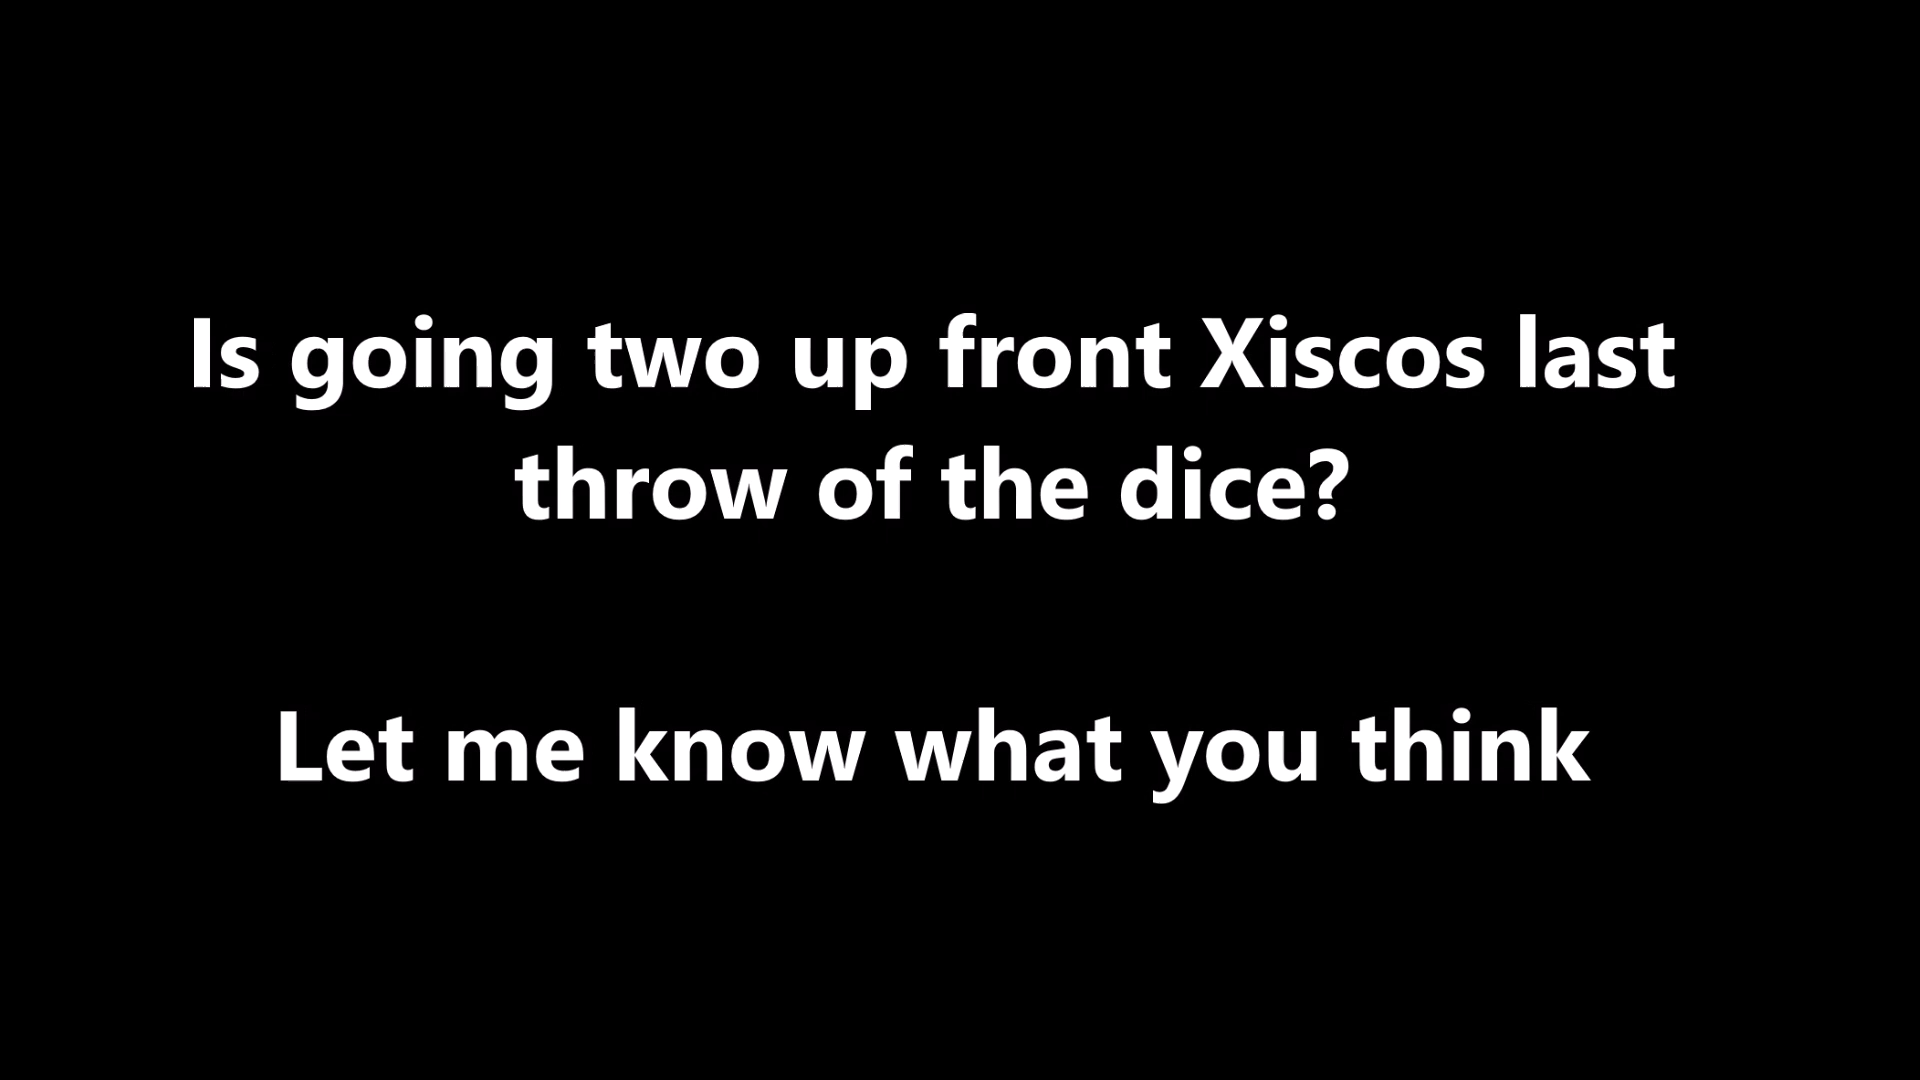 Is going two up front Xiscos last
throw of the dice?
Let me know what you think